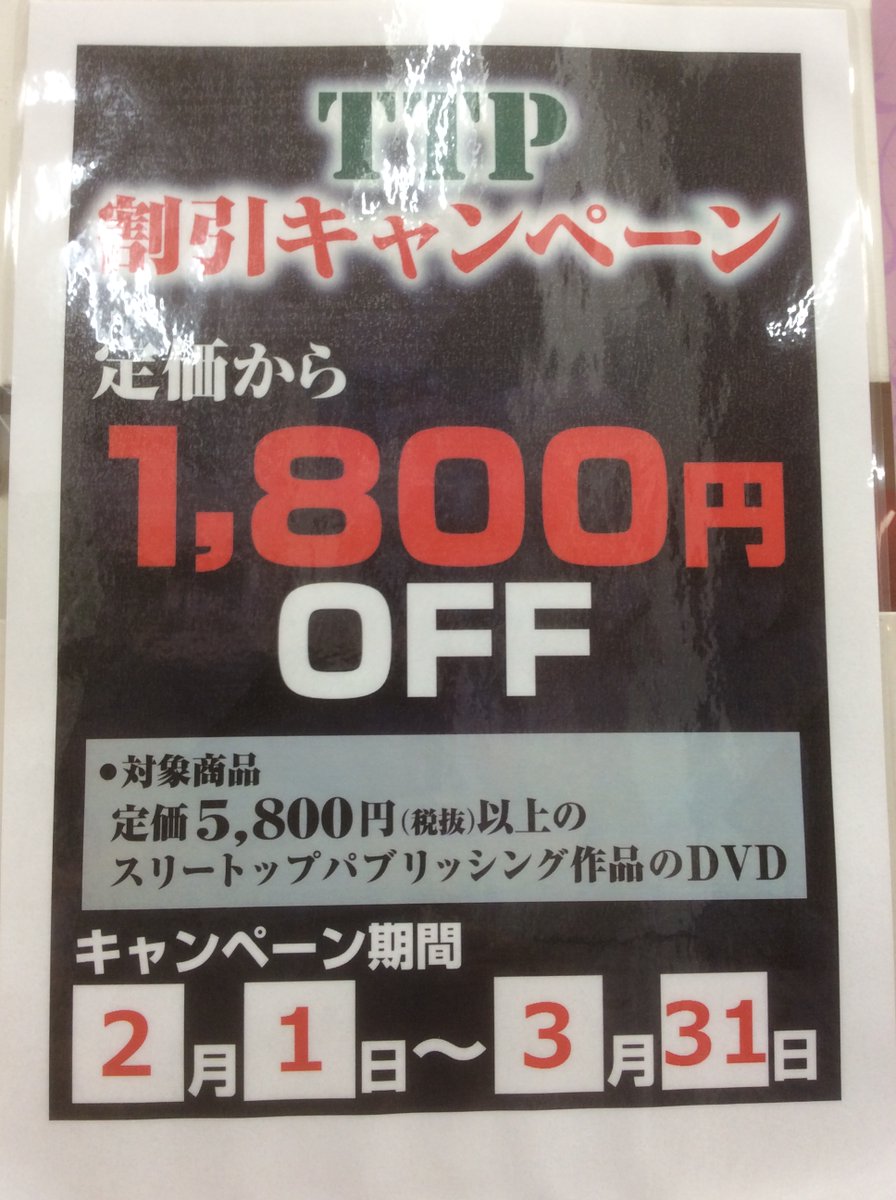 TTP
割引キャンペーン
定価から
1,800円
OFF
●対象商品
定価5,800円(税抜)以上の
スリートップパブリッシング作品のDVD
キャンペーン期間
2月1日～3月31日